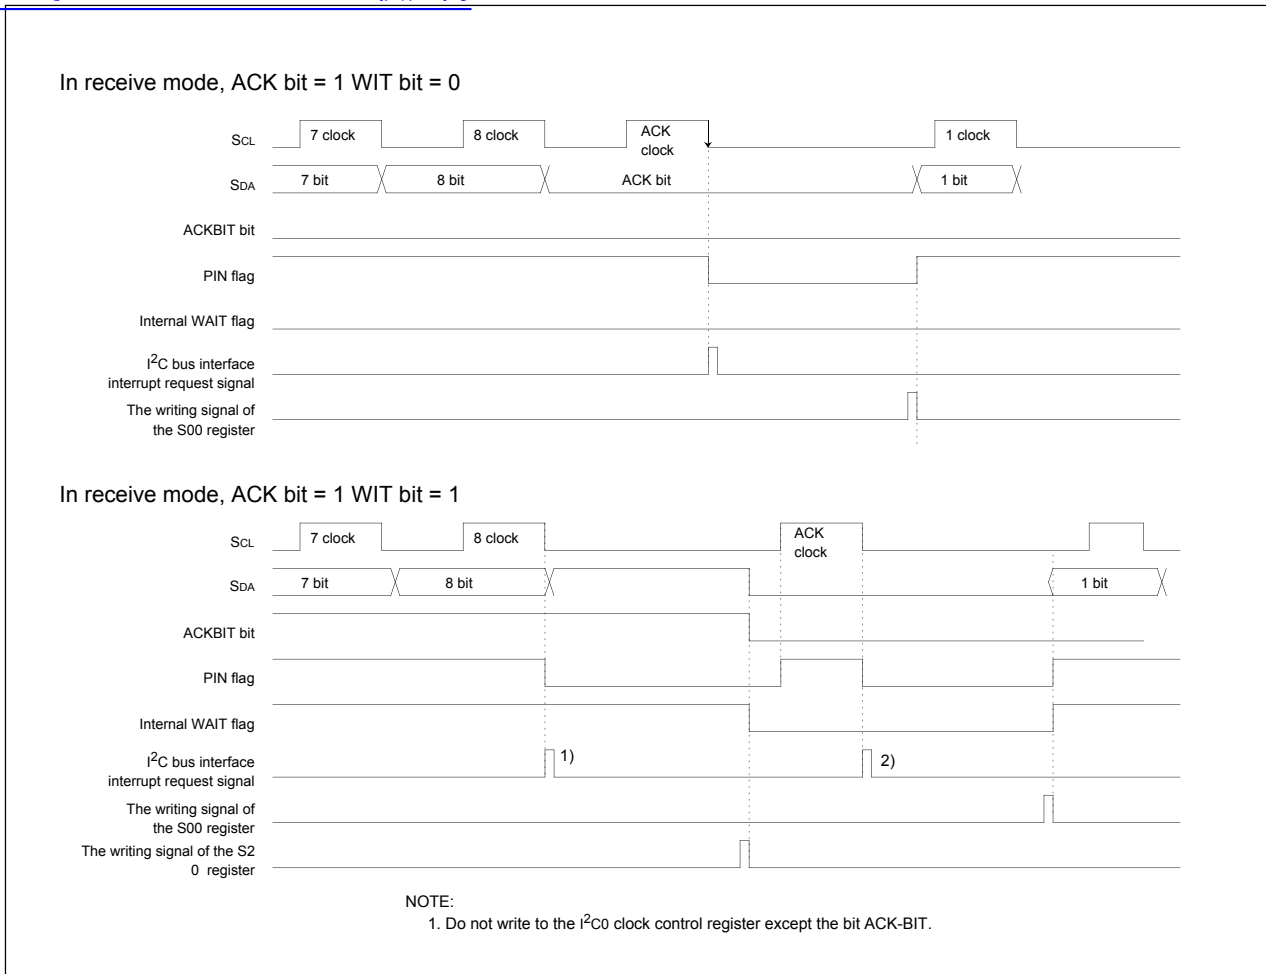 In receive mode, ACK bit = 1 WIT bit = 0
SCL
7 clock
8 clock
ACK
clock
1 clock
SDA
7 bit
8 bit
ACK bit
1 bit
ACKBIT bit
PIN flag
Internal WAIT flag
I2C bus interface
interrupt request signal
The writing signal of
the S00 register
In receive mode, ACK bit = 1 WIT bit = 1
SCL
7 clock
8 clock
ACK
clock
SDA
7 bit
8 bit
1 bit
ACKBIT bit
PIN flag
Internal WAIT flag
I2C bus interface
interrupt request signal
1)
2)
The writing signal of
the S00 register
The writing signal of the S2
0 register
NOTE:
1. Do not write to the I2C0 clock control register except the bit ACK-BIT.